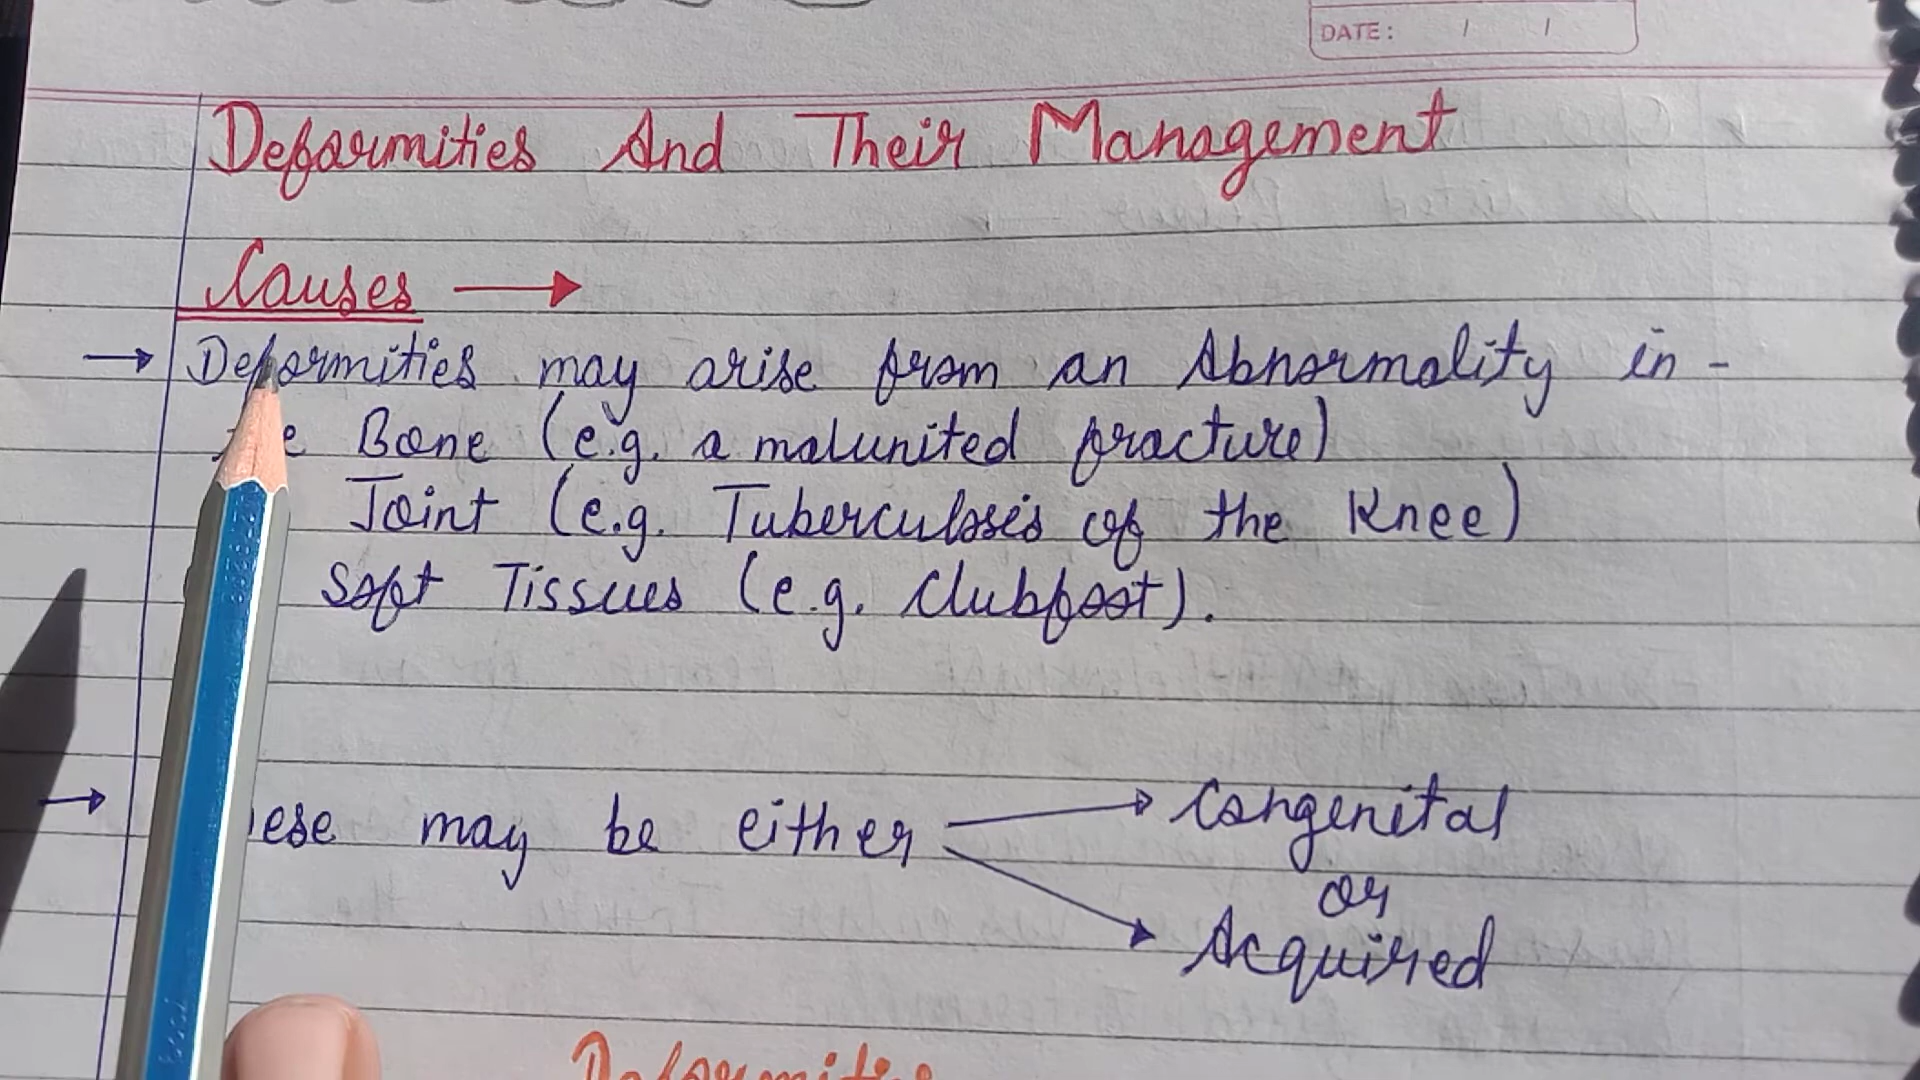 DATE: / /
Deformities And Their Management
Causes →
→ Deformities may arise from an Abnormality in -
Bone (e.g. a malunited fracture)
Joint (e.g. Tuberculosis of the Knee)
Soft Tissues (e.g. Clubfoot).
→ may be either → Congenital
or
→ Acquired
Deformities